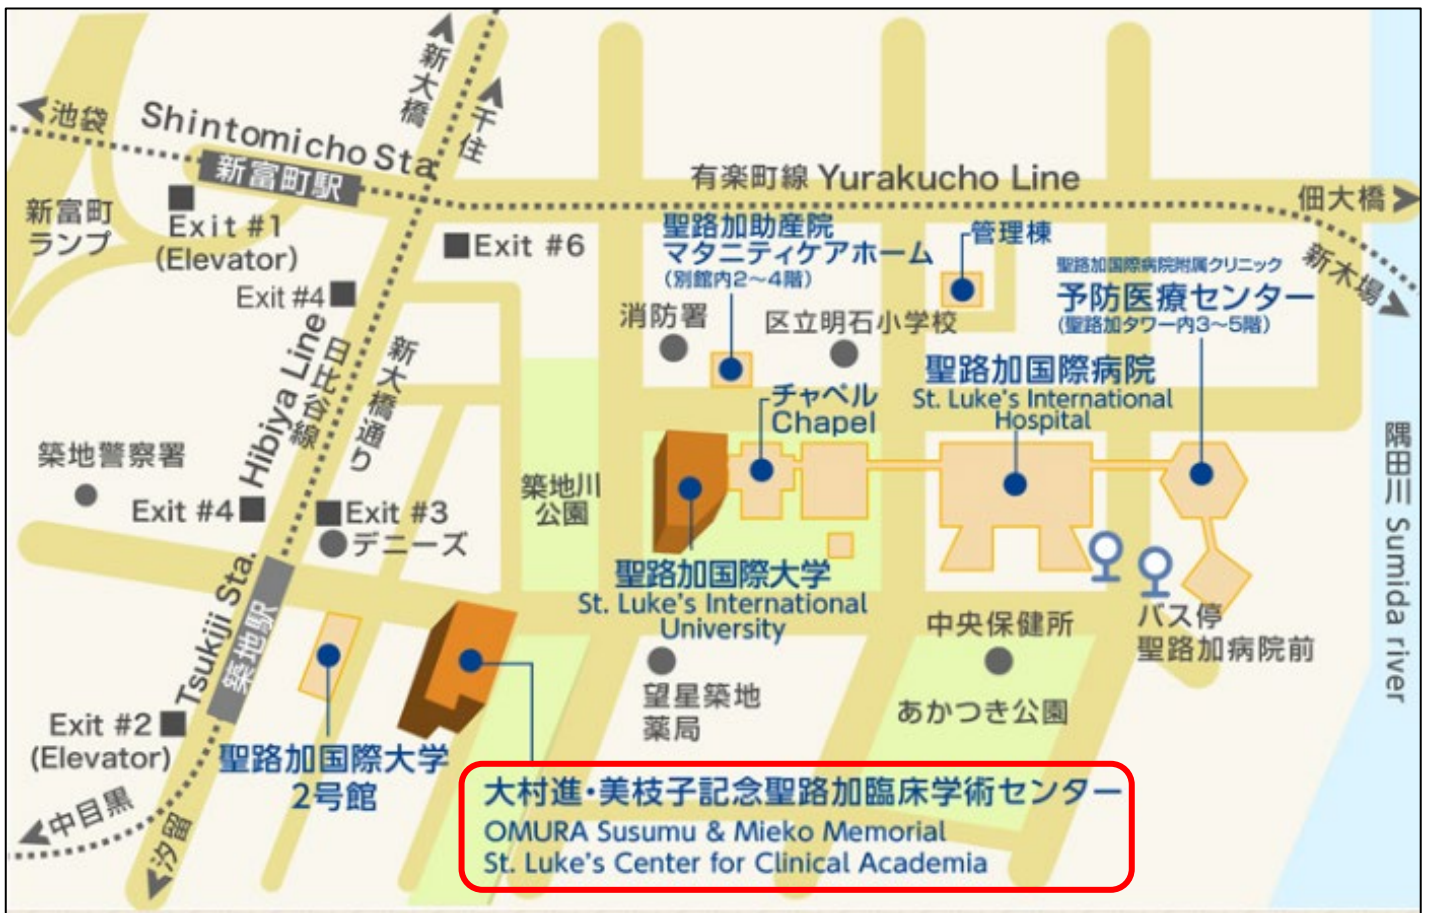 新大橋
千住
池袋
Shintomicho Sta
新富町駅
有楽町線 Yurakucho Line
佃大橋
新木場
新富町
ランプ
Exit #1
(Elevator)
Exit #6
Exit #4
聖路加助産院
マタニティケアホーム
(別館内2〜4階)
管理棟
聖路加国際病院附属クリニック
予防医療センター
(聖路加タワー内3〜5階)
消防署
区立明石小学校
Hibiya Line
日比谷線
新大橋通り
チャペル
Chapel
聖路加国際病院
St. Luke's International
Hospital
隅田川 Sumida river
築地警察署
Exit #4
Exit #3
デニーズ
築地川
公園
聖路加国際大学
St. Luke's International
University
中央保健所
バス停
聖路加病院前
Tsukiji Sta.
築地駅
望星築地
薬局
あかつき公園
Exit #2
(Elevator)
聖路加国際大学
2号館
大村進・美枝子記念聖路加臨床学術センター
OMURA Susumu & Mieko Memorial
St. Luke's Center for Clinical Academia
中目黒
汐留